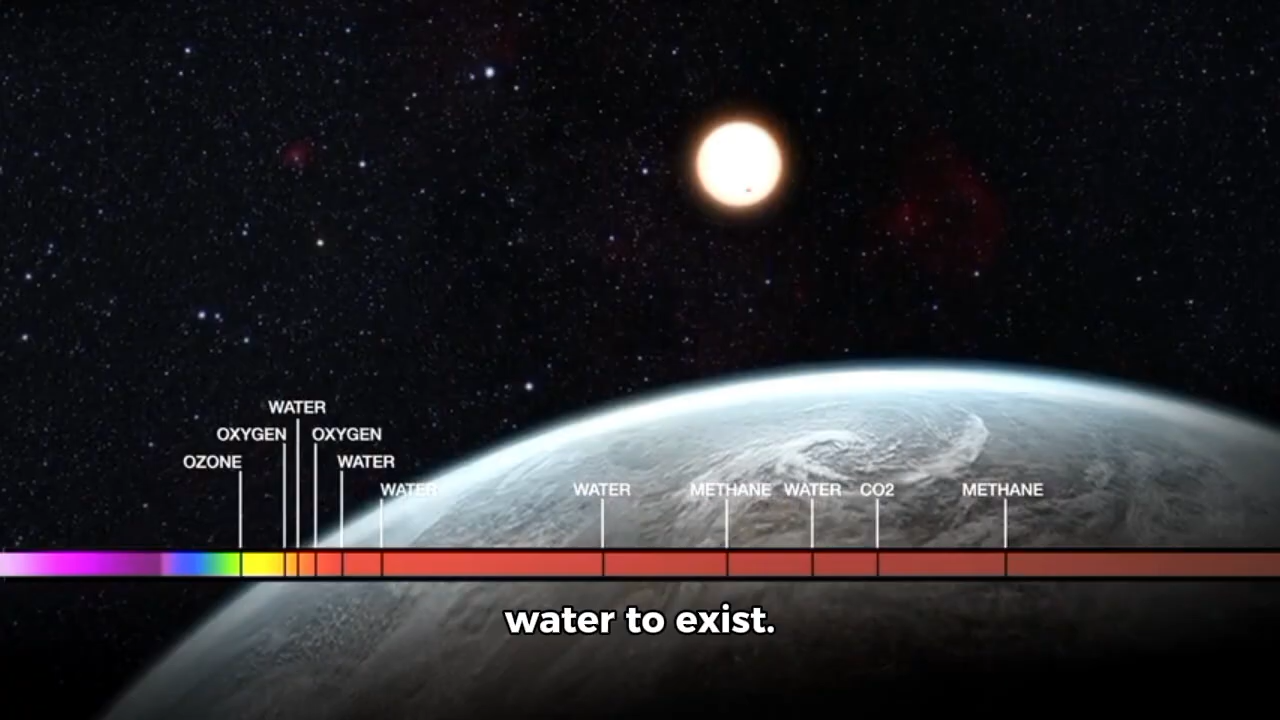 WATER
OXYGEN OXYGEN
OZONE WATER
WATER WATER METHANE WATER CO2 METHANE
water to exist.